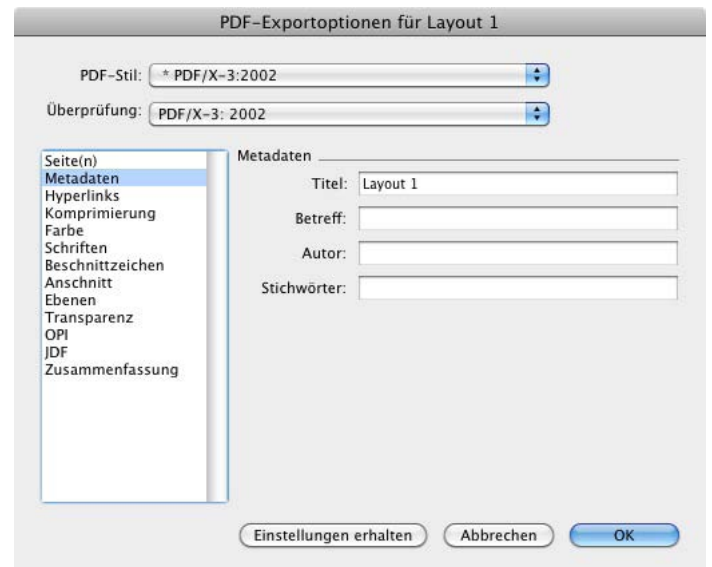 PDF-Exportoptionen für Layout 1
PDF-Stil: * PDF/X-3:2002
Überprüfung: PDF/X-3: 2002
Seite(n)
Metadaten
Hyperlinks
Komprimierung
Farbe
Schriften
Beschnittzeichen
Anschnitt
Ebenen
Transparenz
OPI
JDF
Zusammenfassung
Metadaten
Titel: Layout 1
Betreff:
Autor:
Stichwörter:
Einstellungen erhalten Abbrechen OK